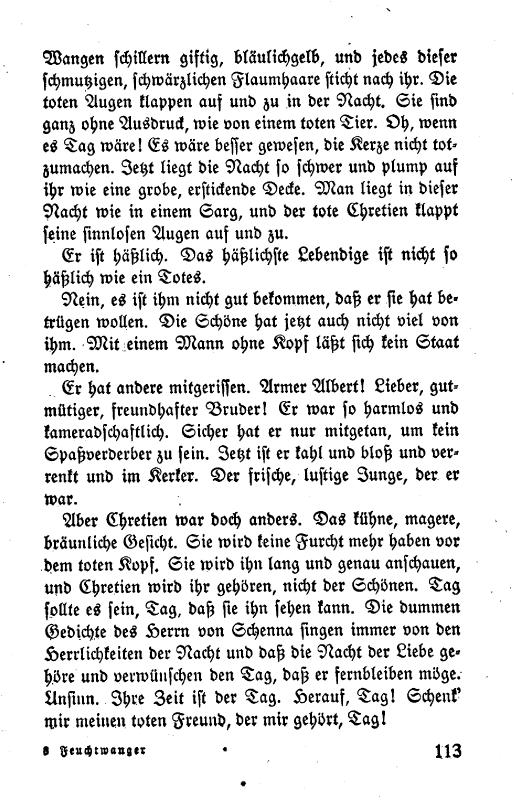 Wangen schillern giftig, bläulichgelb, und jedes dieser
schmutzigen, schwärzlichen Flaumhaare sticht nach ihr. Die
toten Augen klappen auf und zu in der Nacht. Sie sind
ganz ohne Ausdruck, wie von einem toten Tier. Oh, wenn
es Tag wäre! Es wäre besser gewesen, die Kerze nicht tot-
zumachen. Jetzt liegt die Nacht so schwer und plump auf
ihr wie eine grobe, erstickende Decke. Man liegt in dieser
Nacht wie in einem Sarg, und der tote Chretien klappt
seine sinnlosen Augen auf und zu.
Er ist häßlich. Das häßlichste Lebendige ist nicht so
häßlich wie ein Totes.
Nein, es ist ihm nicht gut bekommen, daß er sie hat be-
trügen wollen. Die Schöne hat jetzt auch nicht viel von
ihm. Mit einem Mann ohne Kopf läßt sich kein Staat
machen.
Er hat andere mitgerissen. Armer Albert! Lieber, gut-
mütiger, freundhafter Bruder! Er war so harmlos und
kameradschaftlich. Sicher hat er nur mitgetan, um kein
Spaßverderber zu sein. Jetzt ist er kahl und bloß und ver-
renkt und im Kerker. Der frische, lustige Junge, der er
war.
Aber Chretien war doch anders. Das kühne, magere,
bräunliche Gesicht. Sie wird keine Furcht mehr haben vor
dem toten Kopf. Sie wird ihn lang und genau anschauen,
und Chretien wird ihr gehören, nicht der Schönen. Tag
sollte es sein, Tag, daß sie ihn sehen kann. Die dummen
Gedichte des Herrn von Schenna singen immer von den
Herrlichkeiten der Nacht und daß die Nacht der Liebe ge-
höre und verwünschen den Tag, daß er fernbleiben möge.
Unsinn. Ihre Zeit ist der Tag. Herauf, Tag! Schenk'
mir meinen toten Freund, der mir gehört, Tag!
8 Feuchtwanger 113